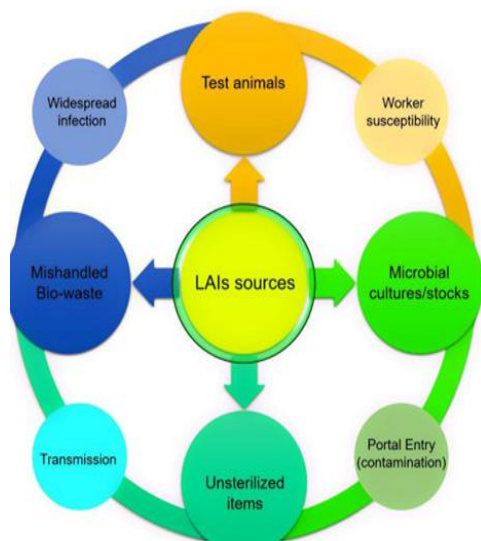 Test animals
Widespread
infection
Worker
susceptibility
Mishandled
Bio-waste
LAIs sources
Microbial
cultures/stocks
Transmission
Unsterilized
items
Portal Entry
(contamination)